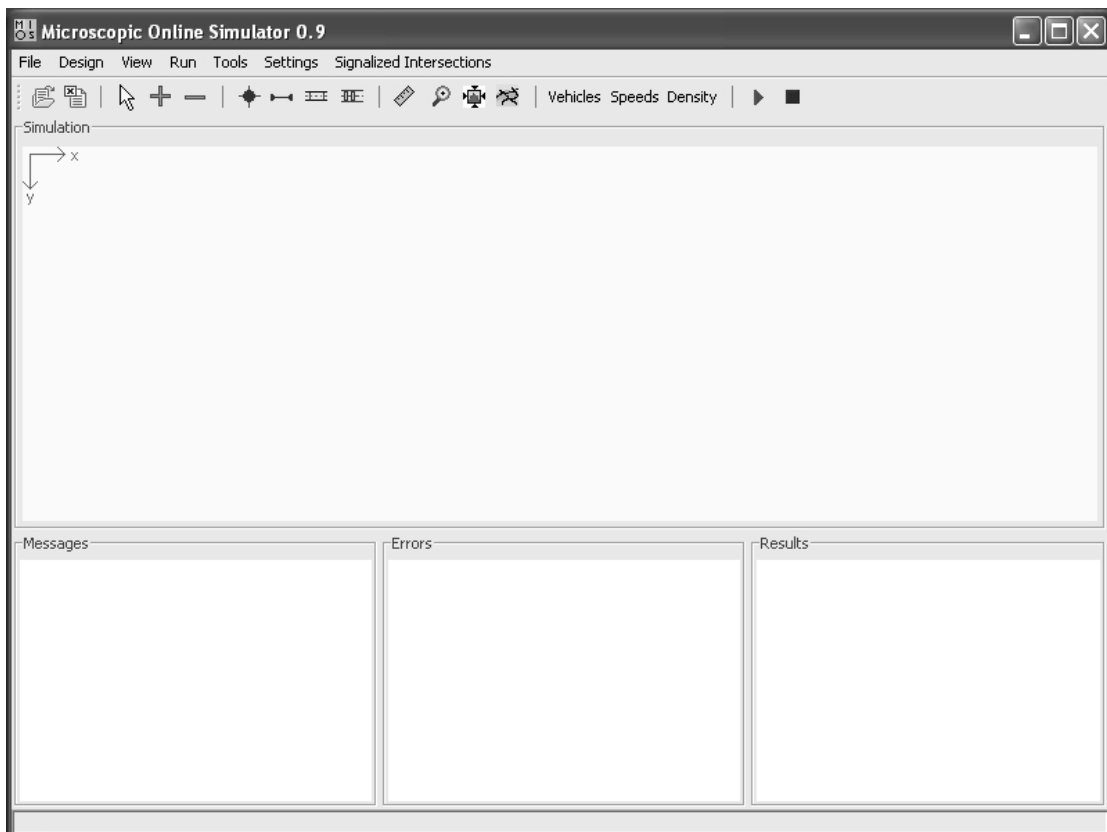 M I O S Microscopic Online Simulator 0.9
File Design View Run Tools Settings Signalized Intersections
Vehicles Speeds Density
Simulation
x
y
Messages Errors Results